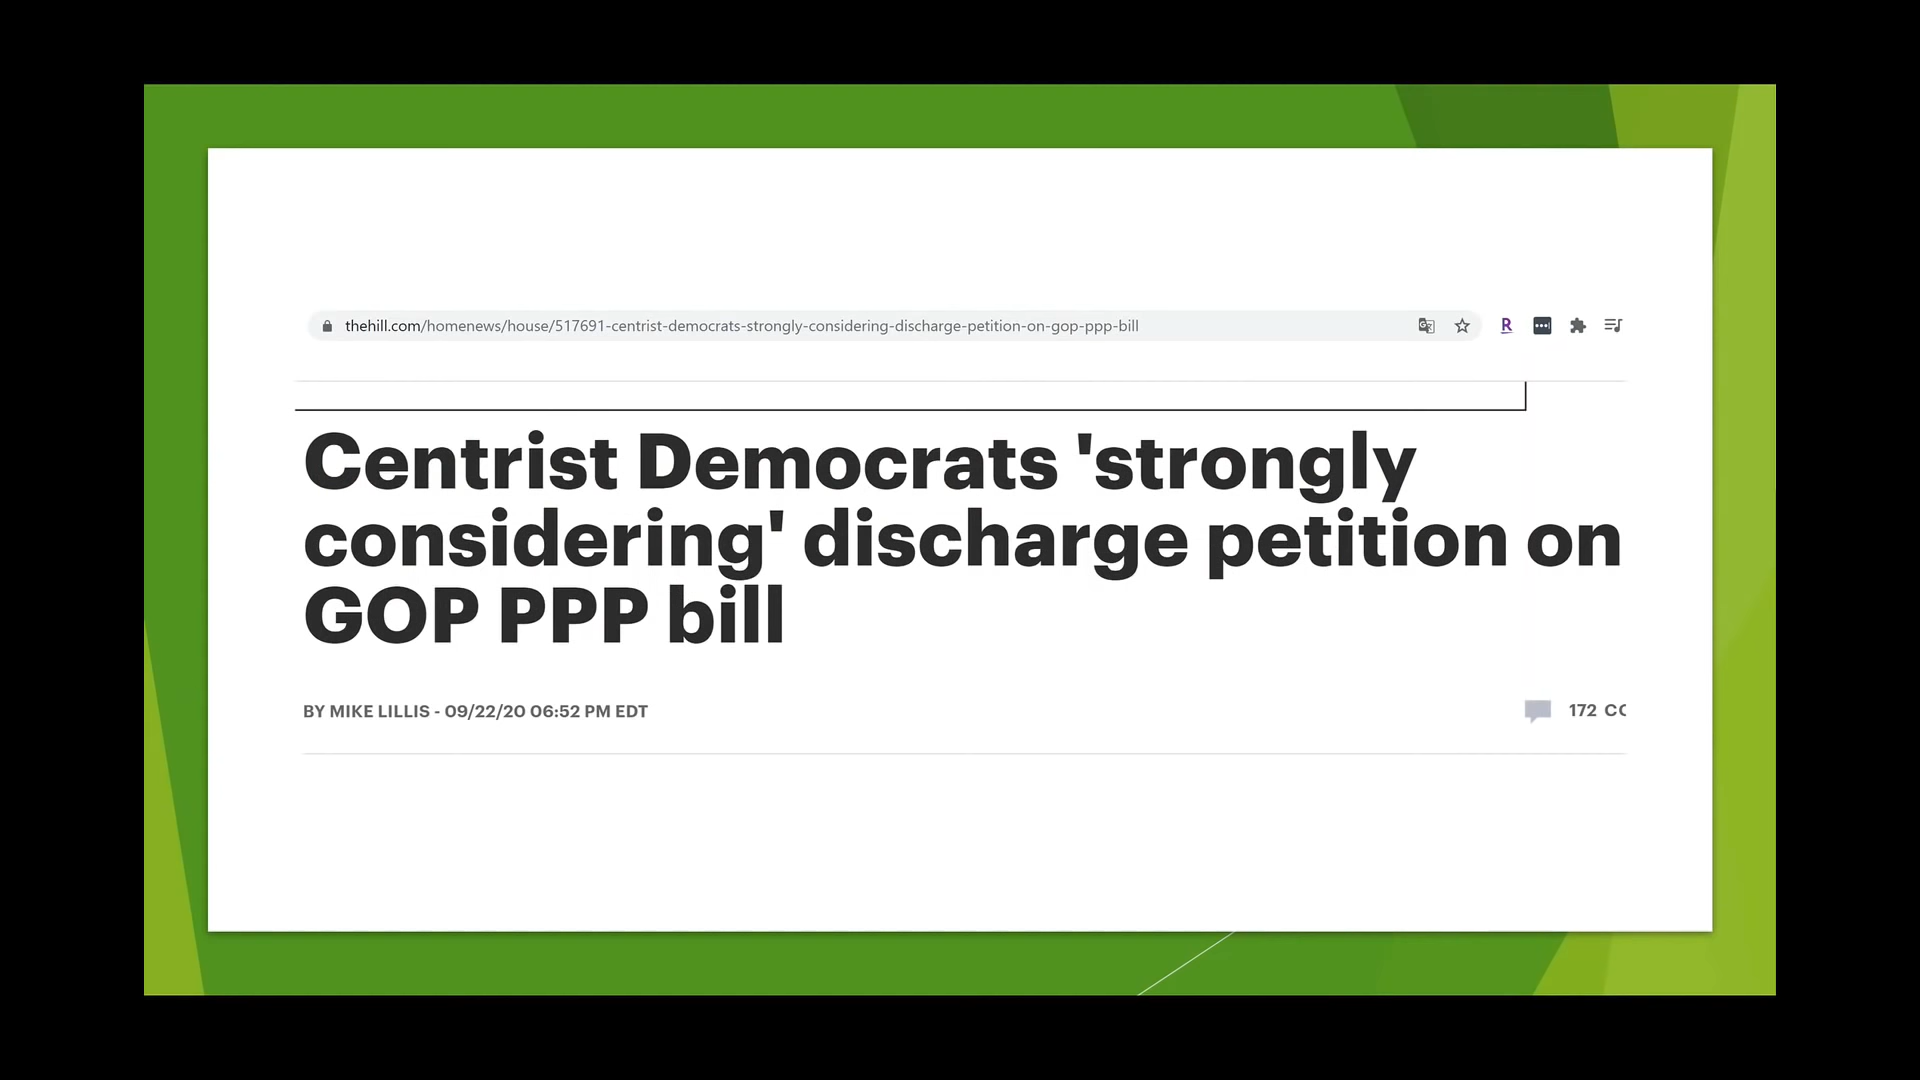 thehill.com/homenews/house/517691-centrist-democrats-strongly-considering-discharge-petition-on-gop-ppp-bill
R
Centrist Democrats 'strongly
considering' discharge petition on
GOP PPP bill
BY MIKE LILLIS - 09/22/20 06:52 PM EDT
172 CO